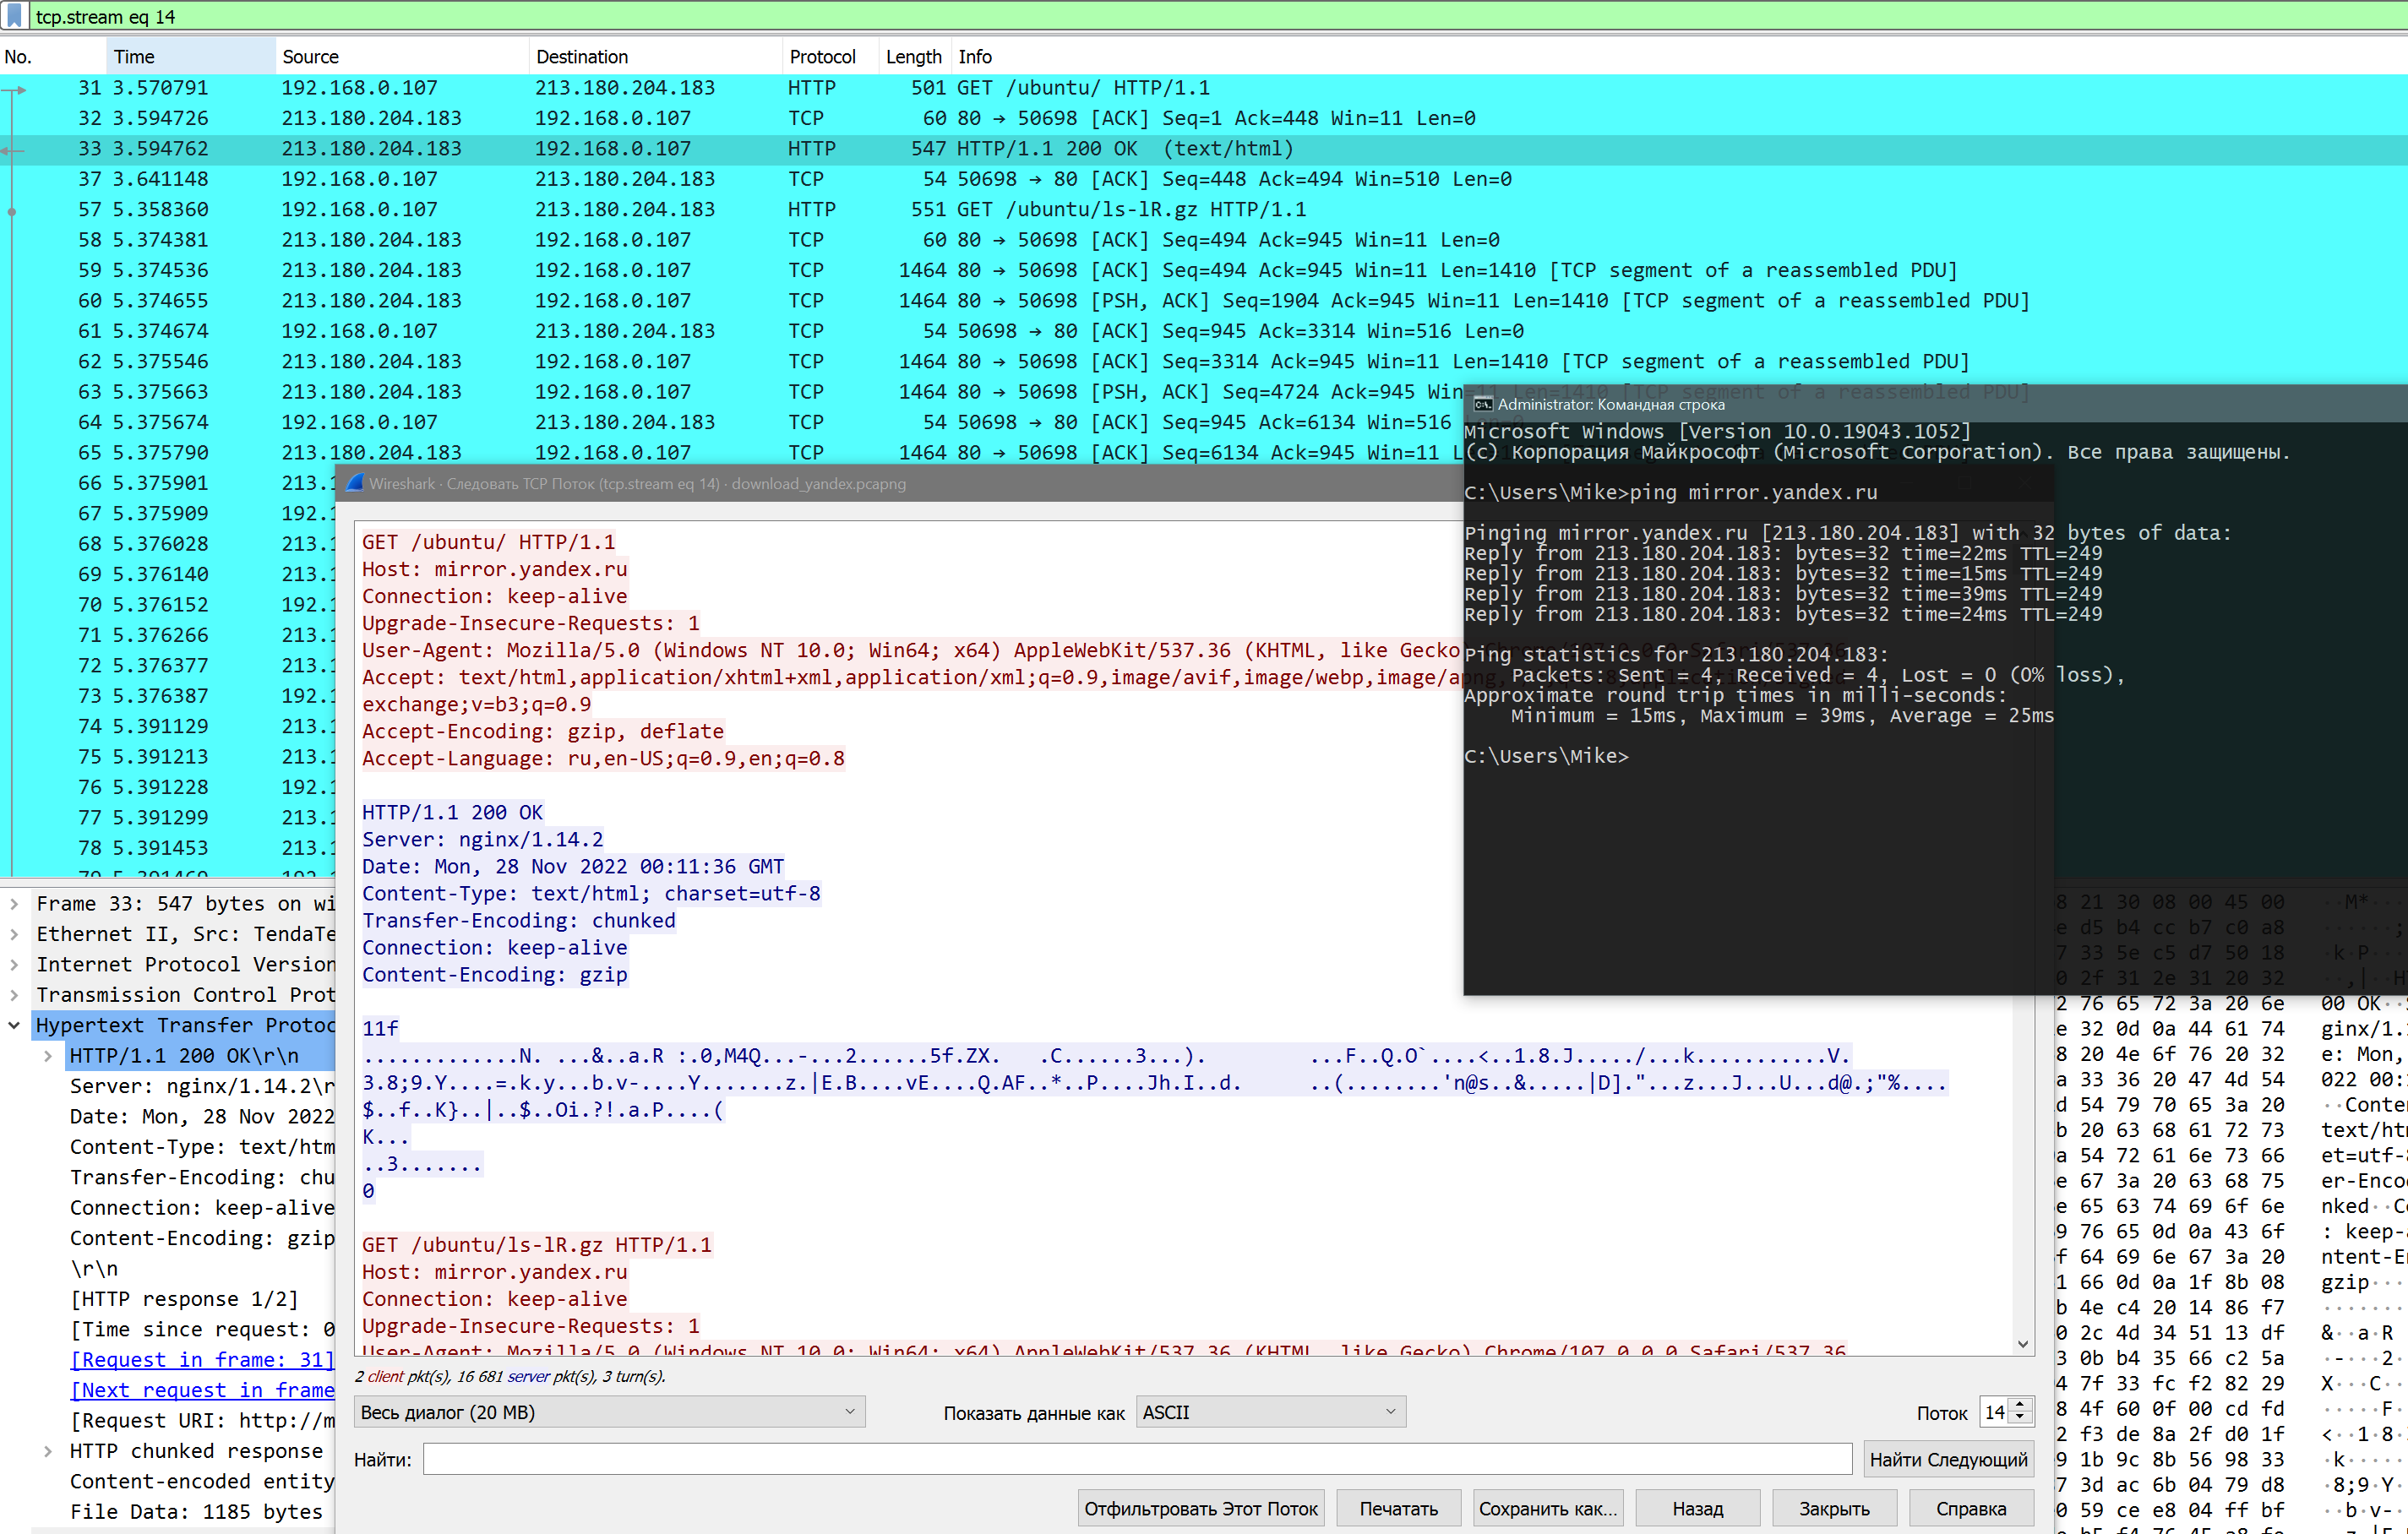 tcp.stream eq 14
No. Time Source Destination Protocol Length Info
31 3.570791 192.168.0.107 213.180.204.183 HTTP 501 GET /ubuntu/ HTTP/1.1
32 3.594726 213.180.204.183 192.168.0.107 TCP 60 80 → 50698 [ACK] Seq=1 Ack=448 Win=11 Len=0
33 3.594762 213.180.204.183 192.168.0.107 HTTP 547 HTTP/1.1 200 OK (text/html)
37 3.641148 192.168.0.107 213.180.204.183 TCP 54 50698 → 80 [ACK] Seq=448 Ack=494 Win=510 Len=0
57 5.358360 192.168.0.107 213.180.204.183 HTTP 551 GET /ubuntu/ls-lR.gz HTTP/1.1
58 5.374381 213.180.204.183 192.168.0.107 TCP 60 80 → 50698 [ACK] Seq=494 Ack=945 Win=11 Len=0
59 5.374536 213.180.204.183 192.168.0.107 TCP 1464 80 → 50698 [ACK] Seq=494 Ack=945 Win=11 Len=1410 [TCP segment of a reassembled PDU]
60 5.374655 213.180.204.183 192.168.0.107 TCP 1464 80 → 50698 [PSH, ACK] Seq=1904 Ack=945 Win=11 Len=1410 [TCP segment of a reassembled PDU]
61 5.374674 192.168.0.107 213.180.204.183 TCP 54 50698 → 80 [ACK] Seq=945 Ack=3314 Win=516 Len=0
62 5.375546 213.180.204.183 192.168.0.107 TCP 1464 80 → 50698 [ACK] Seq=3314 Ack=945 Win=11 Len=1410 [TCP segment of a reassembled PDU]
63 5.375663 213.180.204.183 192.168.0.107 TCP 1464 80 → 50698 [PSH, ACK] Seq=4724 Ack=945 Win=11 Len=1410 [TCP segment of a reassembled PDU]
64 5.375674 192.168.0.107 213.180.204.183 TCP 54 50698 → 80 [ACK] Seq=945 Ack=6134 Win=516
65 5.375790 213.180.204.183 192.168.0.107 TCP 1464 80 → 50698 [ACK] Seq=6134 Ack=945 Win=11
66 5.375901 213.1
67 5.375909 192.1
68 5.376028 213.1
69 5.376140 213.1
70 5.376152 192.1
71 5.376266 213.1
72 5.376377 213.1
73 5.376387 192.1
74 5.391129 213.1
75 5.391213 213.1
76 5.391228 192.1
77 5.391299 213.1
78 5.391453 213.1
Administrator: Командная строка
Microsoft Windows [Version 10.0.19043.1052]
(c) Корпорация Майкрософт (Microsoft Corporation). Все права защищены.
C:\Users\Mike>ping mirror.yandex.ru
Pinging mirror.yandex.ru [213.180.204.183] with 32 bytes of data:
Reply from 213.180.204.183: bytes=32 time=22ms TTL=249
Reply from 213.180.204.183: bytes=32 time=15ms TTL=249
Reply from 213.180.204.183: bytes=32 time=39ms TTL=249
Reply from 213.180.204.183: bytes=32 time=24ms TTL=249
Ping statistics for 213.180.204.183:
Packets: Sent = 4, Received = 4, Lost = 0 (0% loss),
Approximate round trip times in milli-seconds:
Minimum = 15ms, Maximum = 39ms, Average = 25ms
C:\Users\Mike>
Wireshark · Следовать TCP Поток (tcp.stream eq 14) · download_yandex.pcapng
GET /ubuntu/ HTTP/1.1
Host: mirror.yandex.ru
Connection: keep-alive
Upgrade-Insecure-Requests: 1
User-Agent: Mozilla/5.0 (Windows NT 10.0; Win64; x64) AppleWebKit/537.36 (KHTML, like Gecko)
Accept: text/html,application/xhtml+xml,application/xml;q=0.9,image/avif,image/webp,image/apng,
exchange;v=b3;q=0.9
Accept-Encoding: gzip, deflate
Accept-Language: ru,en-US;q=0.9,en;q=0.8
HTTP/1.1 200 OK
Server: nginx/1.14.2
Date: Mon, 28 Nov 2022 00:11:36 GMT
Content-Type: text/html; charset=utf-8
Transfer-Encoding: chunked
Connection: keep-alive
Content-Encoding: gzip
11f
.............N. ...&..a.R :.0,M4Q...-...2......5f.ZX. .C......3...). ...F..Q.O`....<..1.8.J...../...k...........V.
3.8;9.Y....=.k.y...b.v-....Y.......z.|E.B....vE....Q.AF..*..P....Jh.I..d. ..(........'n@s..&.....|D]."...z...J...U...d@.;"%....
$..f..K}..|..$..Oi.?!.a.P....(
K...
..3.......
0
GET /ubuntu/ls-lR.gz HTTP/1.1
Host: mirror.yandex.ru
Connection: keep-alive
Upgrade-Insecure-Requests: 1
User-Agent: Mozilla/5.0 (Windows NT 10.0; Win64; x64) AppleWebKit/537.36 (KHTML, like Gecko) Chrome/107.0.0.0 Safari/537.36
2 client pkt(s), 16 681 server pkt(s), 3 turn(s).
Весь диалог (20 MB) Показать данные как ASCII Поток 14
Найти: Найти Следующий
Отфильтровать Этот Поток Печатать Сохранить как... Назад Закрыть Справка
Frame 33: 547 bytes on wi
Ethernet II, Src: TendaTe
Internet Protocol Version
Transmission Control Prot
Hypertext Transfer Protoc
HTTP/1.1 200 OK\r\n
Server: nginx/1.14.2\r
Date: Mon, 28 Nov 2022
Content-Type: text/htm
Transfer-Encoding: chu
Connection: keep-alive
Content-Encoding: gzip
\r\n
[HTTP response 1/2]
[Time since request: 0
[Request in frame: 31]
[Next request in frame
[Request URI: http://m
HTTP chunked response
Content-encoded entity
File Data: 1185 bytes
8 21 30 08 00 45 00 ··M*
e d5 b4 cc b7 c0 a8
7 33 5e c5 d7 50 18 ·k·P
0 2f 31 2e 31 20 32
2 76 65 72 3a 20 6e 00 OK
e 32 0d 0a 44 61 74 ginx/1.
8 20 4e 6f 76 20 32 e: Mon,
a 33 36 20 47 4d 54 022 00:
d 54 79 70 65 3a 20 ··Conte
b 20 63 68 61 72 73 text/ht
a 54 72 61 6e 73 66 et=utf-
e 67 3a 20 63 68 75 er-Enco
e 65 63 74 69 6f 6e nked··C
9 76 65 0d 0a 43 6f : keep-
f 64 69 6e 67 3a 20 ntent-E
1 66 0d 0a 1f 8b 08 gzip
b 4e c4 20 14 86 f7
0 2c 4d 34 51 13 df &··a·R
3 0b b4 35 66 c2 5a ·-···2·
4 7f 33 fc f2 82 29 X···C··
8 4f 60 0f 00 cd fd ·····F·
2 f3 de 8a 2f d0 1f <··1·8
9 1b 9c 8b 56 98 33 ·k·····
7 3d ac 6b 04 79 d8 8;9·Y··
0 59 ce e8 04 ff bf ··b·v-